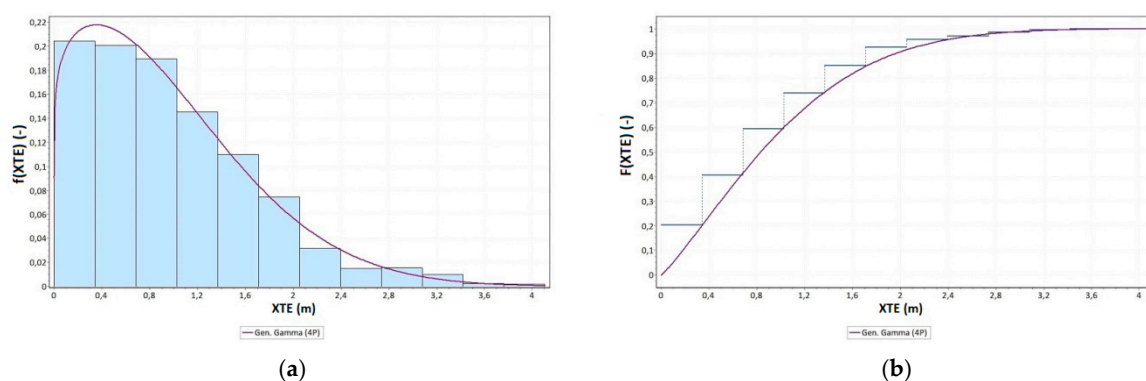 f(XTE) (-)
0,22
0,2
0,18
0,16
0,14
0,12
0,1
0,08
0,06
0,04
0,02
0
0 0,4 0,8 1,2 1,6 2 2,4 2,8 3,2 3,6 4
XTE (m)
Gen. Gamma (4P)
(a)
F(XTE) (-)
1
0,9
0,8
0,7
0,6
0,5
0,4
0,3
0,2
0,1
0
0 0,4 0,8 1,2 1,6 2 2,4 2,8 3,2 3,6 4
XTE (m)
Gen. Gamma (4P)
(b)